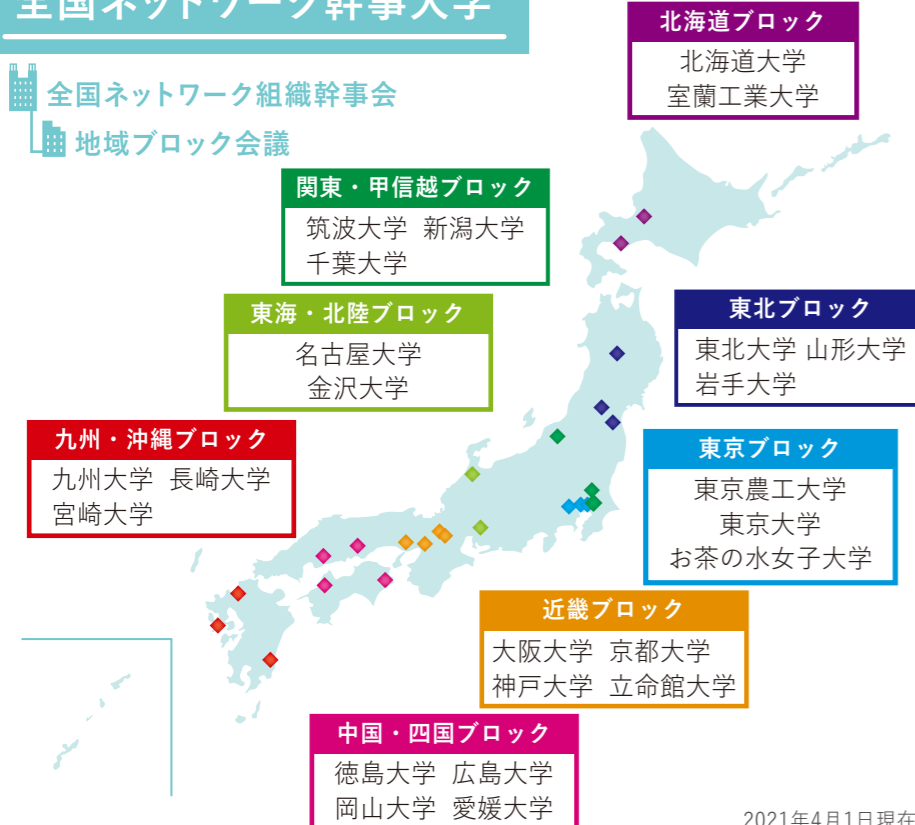 全国ネットワーク幹事大学
全国ネットワーク組織幹事会
地域ブロック会議
北海道ブロック
北海道大学
室蘭工業大学
関東・甲信越ブロック
筑波大学 新潟大学
千葉大学
東海・北陸ブロック
名古屋大学
金沢大学
東北ブロック
東北大学 山形大学
岩手大学
九州・沖縄ブロック
九州大学 長崎大学
宮崎大学
東京ブロック
東京農工大学
東京大学
お茶の水女子大学
近畿ブロック
大阪大学 京都大学
神戸大学 立命館大学
中国・四国ブロック
徳島大学 広島大学
岡山大学 愛媛大学
2021年4月1日現在